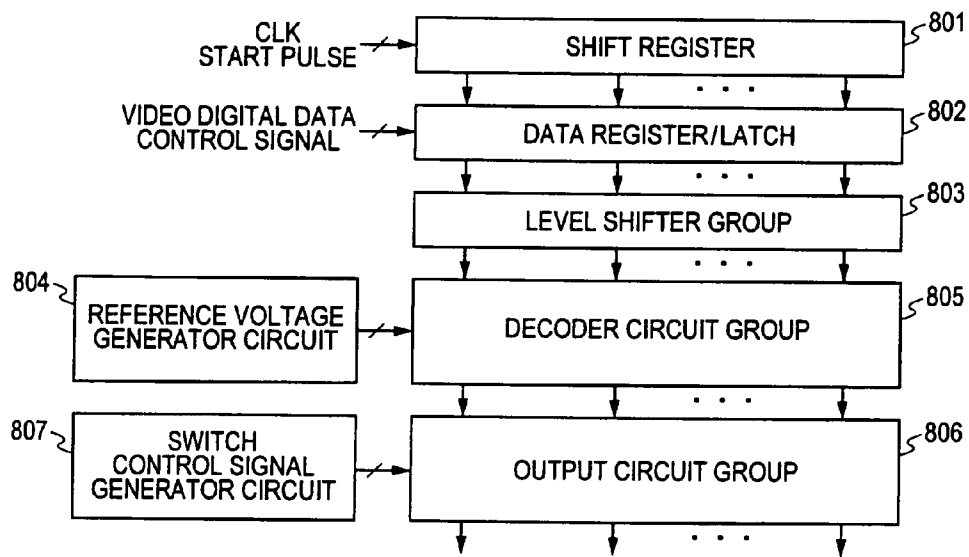 CLK
START PULSE
SHIFT REGISTER
801
VIDEO DIGITAL DATA
CONTROL SIGNAL
DATA REGISTER/LATCH
802
LEVEL SHIFTER GROUP
803
804
REFERENCE VOLTAGE
GENERATOR CIRCUIT
DECODER CIRCUIT GROUP
805
807
SWITCH
CONTROL SIGNAL
GENERATOR CIRCUIT
OUTPUT CIRCUIT GROUP
806